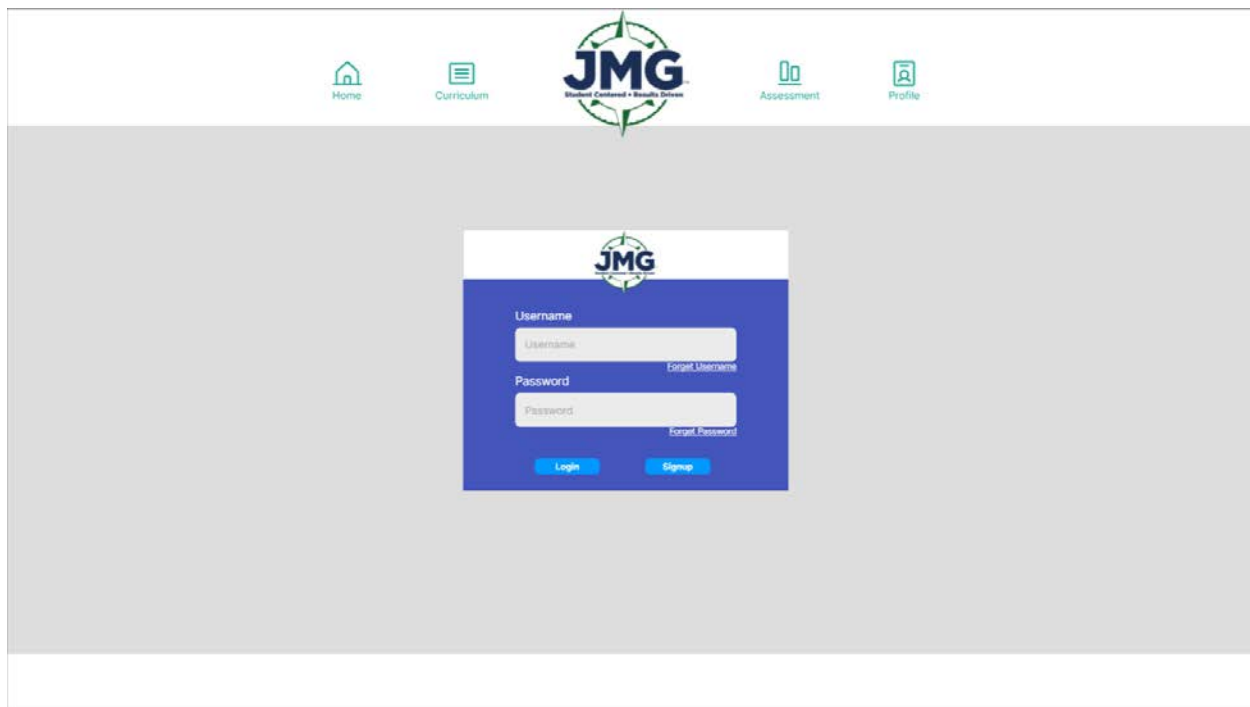 JMG
Student Centered • Results Driven
Home
Curriculum
Assessment
Profile
JMG
Username
Username
Forget Username
Password
Password
Forget Password
Login Signup